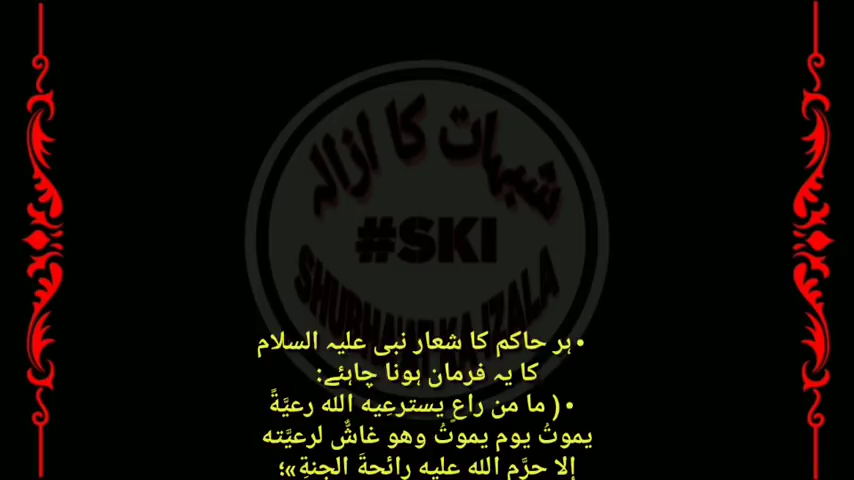 شبہات کا ازالہ
#SKI
SHUBHAAT KA IZALA
•ہر حاکم کا شعار نبی علیہ السلام
کا یہ فرمان ہونا چاہئے:
•( ما من راعٍ يسترعِيه الله رعيَّةً
يموتُ يوم يموتُ وهو غاشٌّ لرعيَّته
إلا حرَّم الله عليه رائحةَ الجنةِ»؛